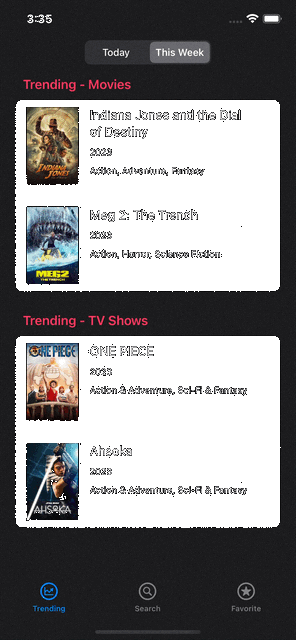 3:35
Today
This Week
Trending - Movies
INDIANA JONES
Indiana Jones and the Dial
of Destiny
2023
Action, Adventure, Fantasy
MEG2
THE TRENCH
Meg 2: The Trench
2023
Action, Horror, Science Fiction
Trending - TV Shows
ONE PIECE
ONE PIECE
2023
Action & Adventure, Sci-Fi & Fantasy
AHSOKA
Ahsoka
2023
Action & Adventure, Sci-Fi & Fantasy
Trending
Search
Favorite